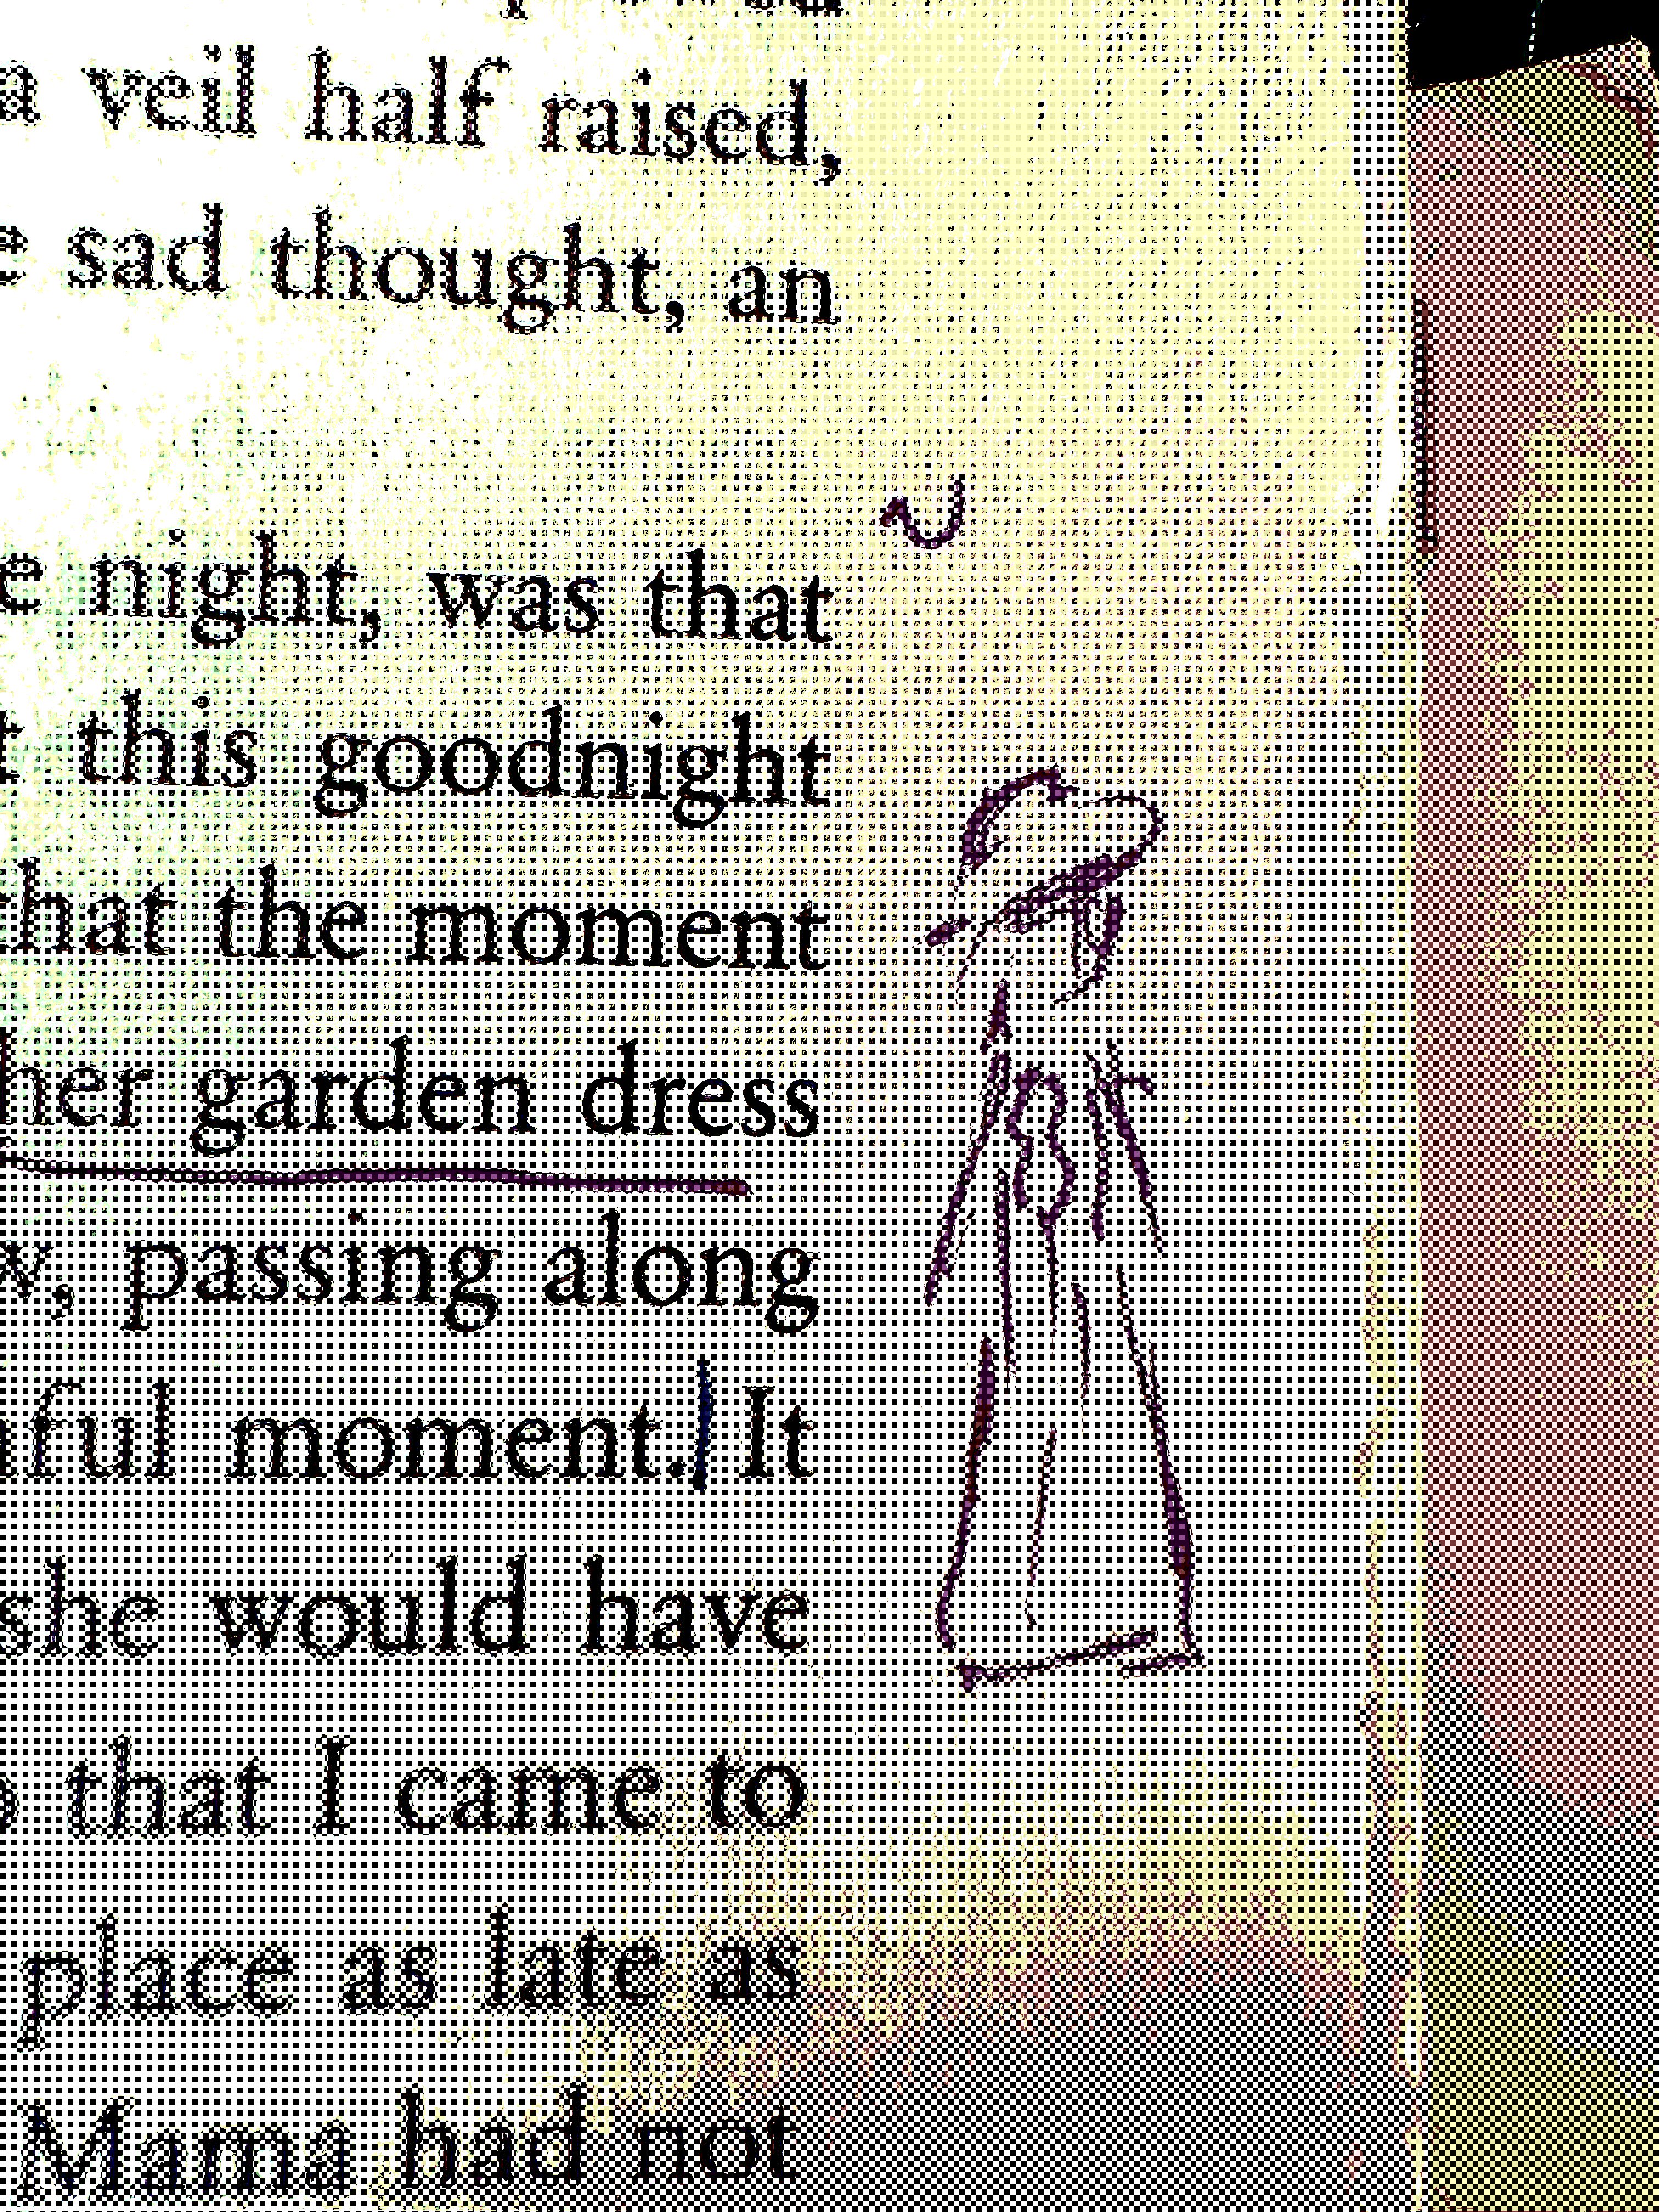 a veil half raised,
sad thought, an
night, was that
this goodnight
that the moment
her garden dress
passing along
moment. It
she would have
that I came to
place as late as
Mama had not